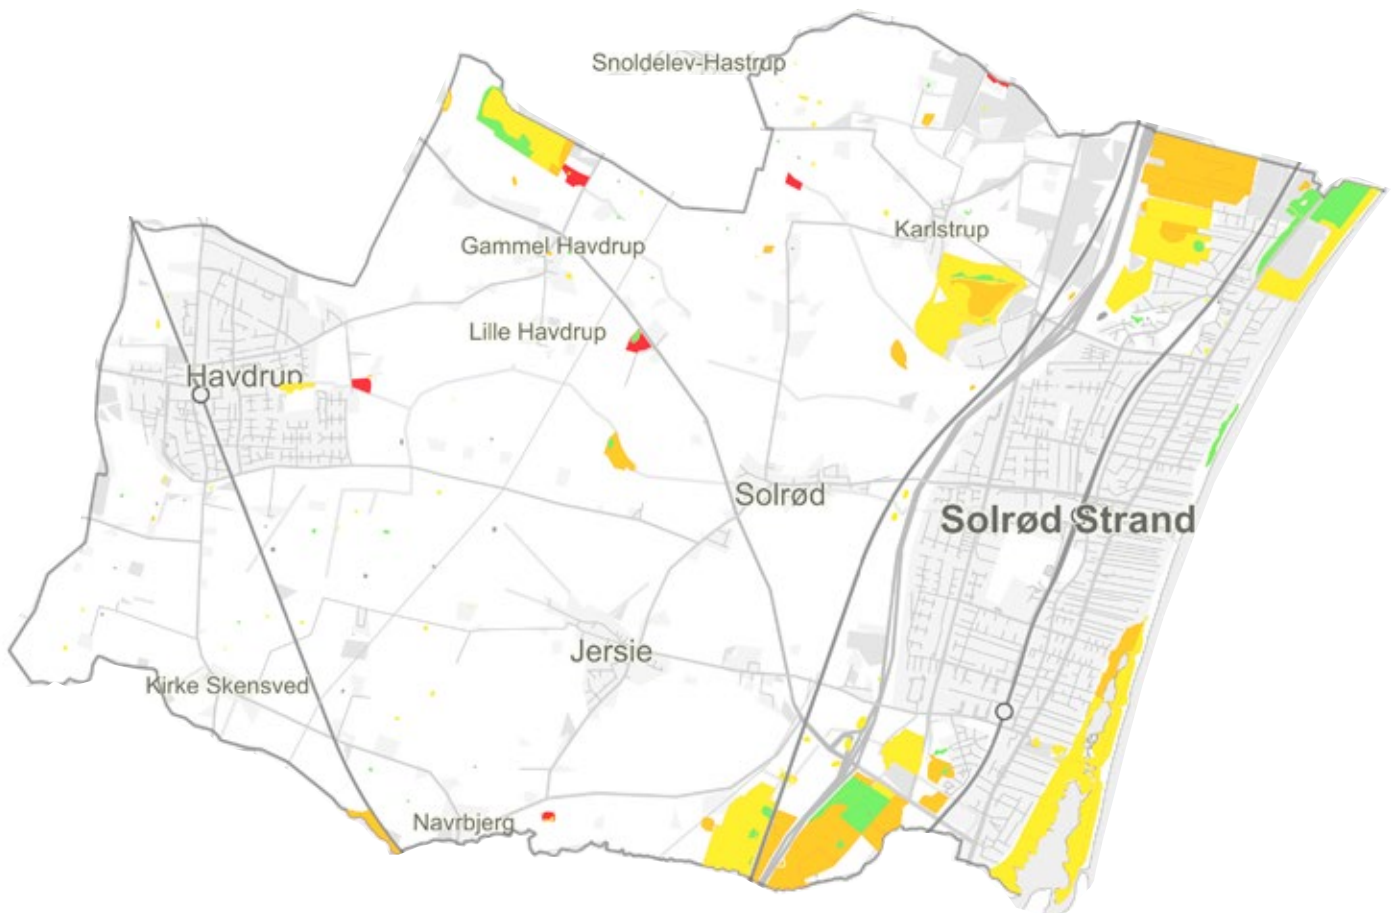 Snoldelev-Hastrup
Karlstrup
Gammel Havdrup
Lille Havdrup
Havdrup
Solrød
Solrød Strand
Jersie
Kirke Skensved
Navrbjerg